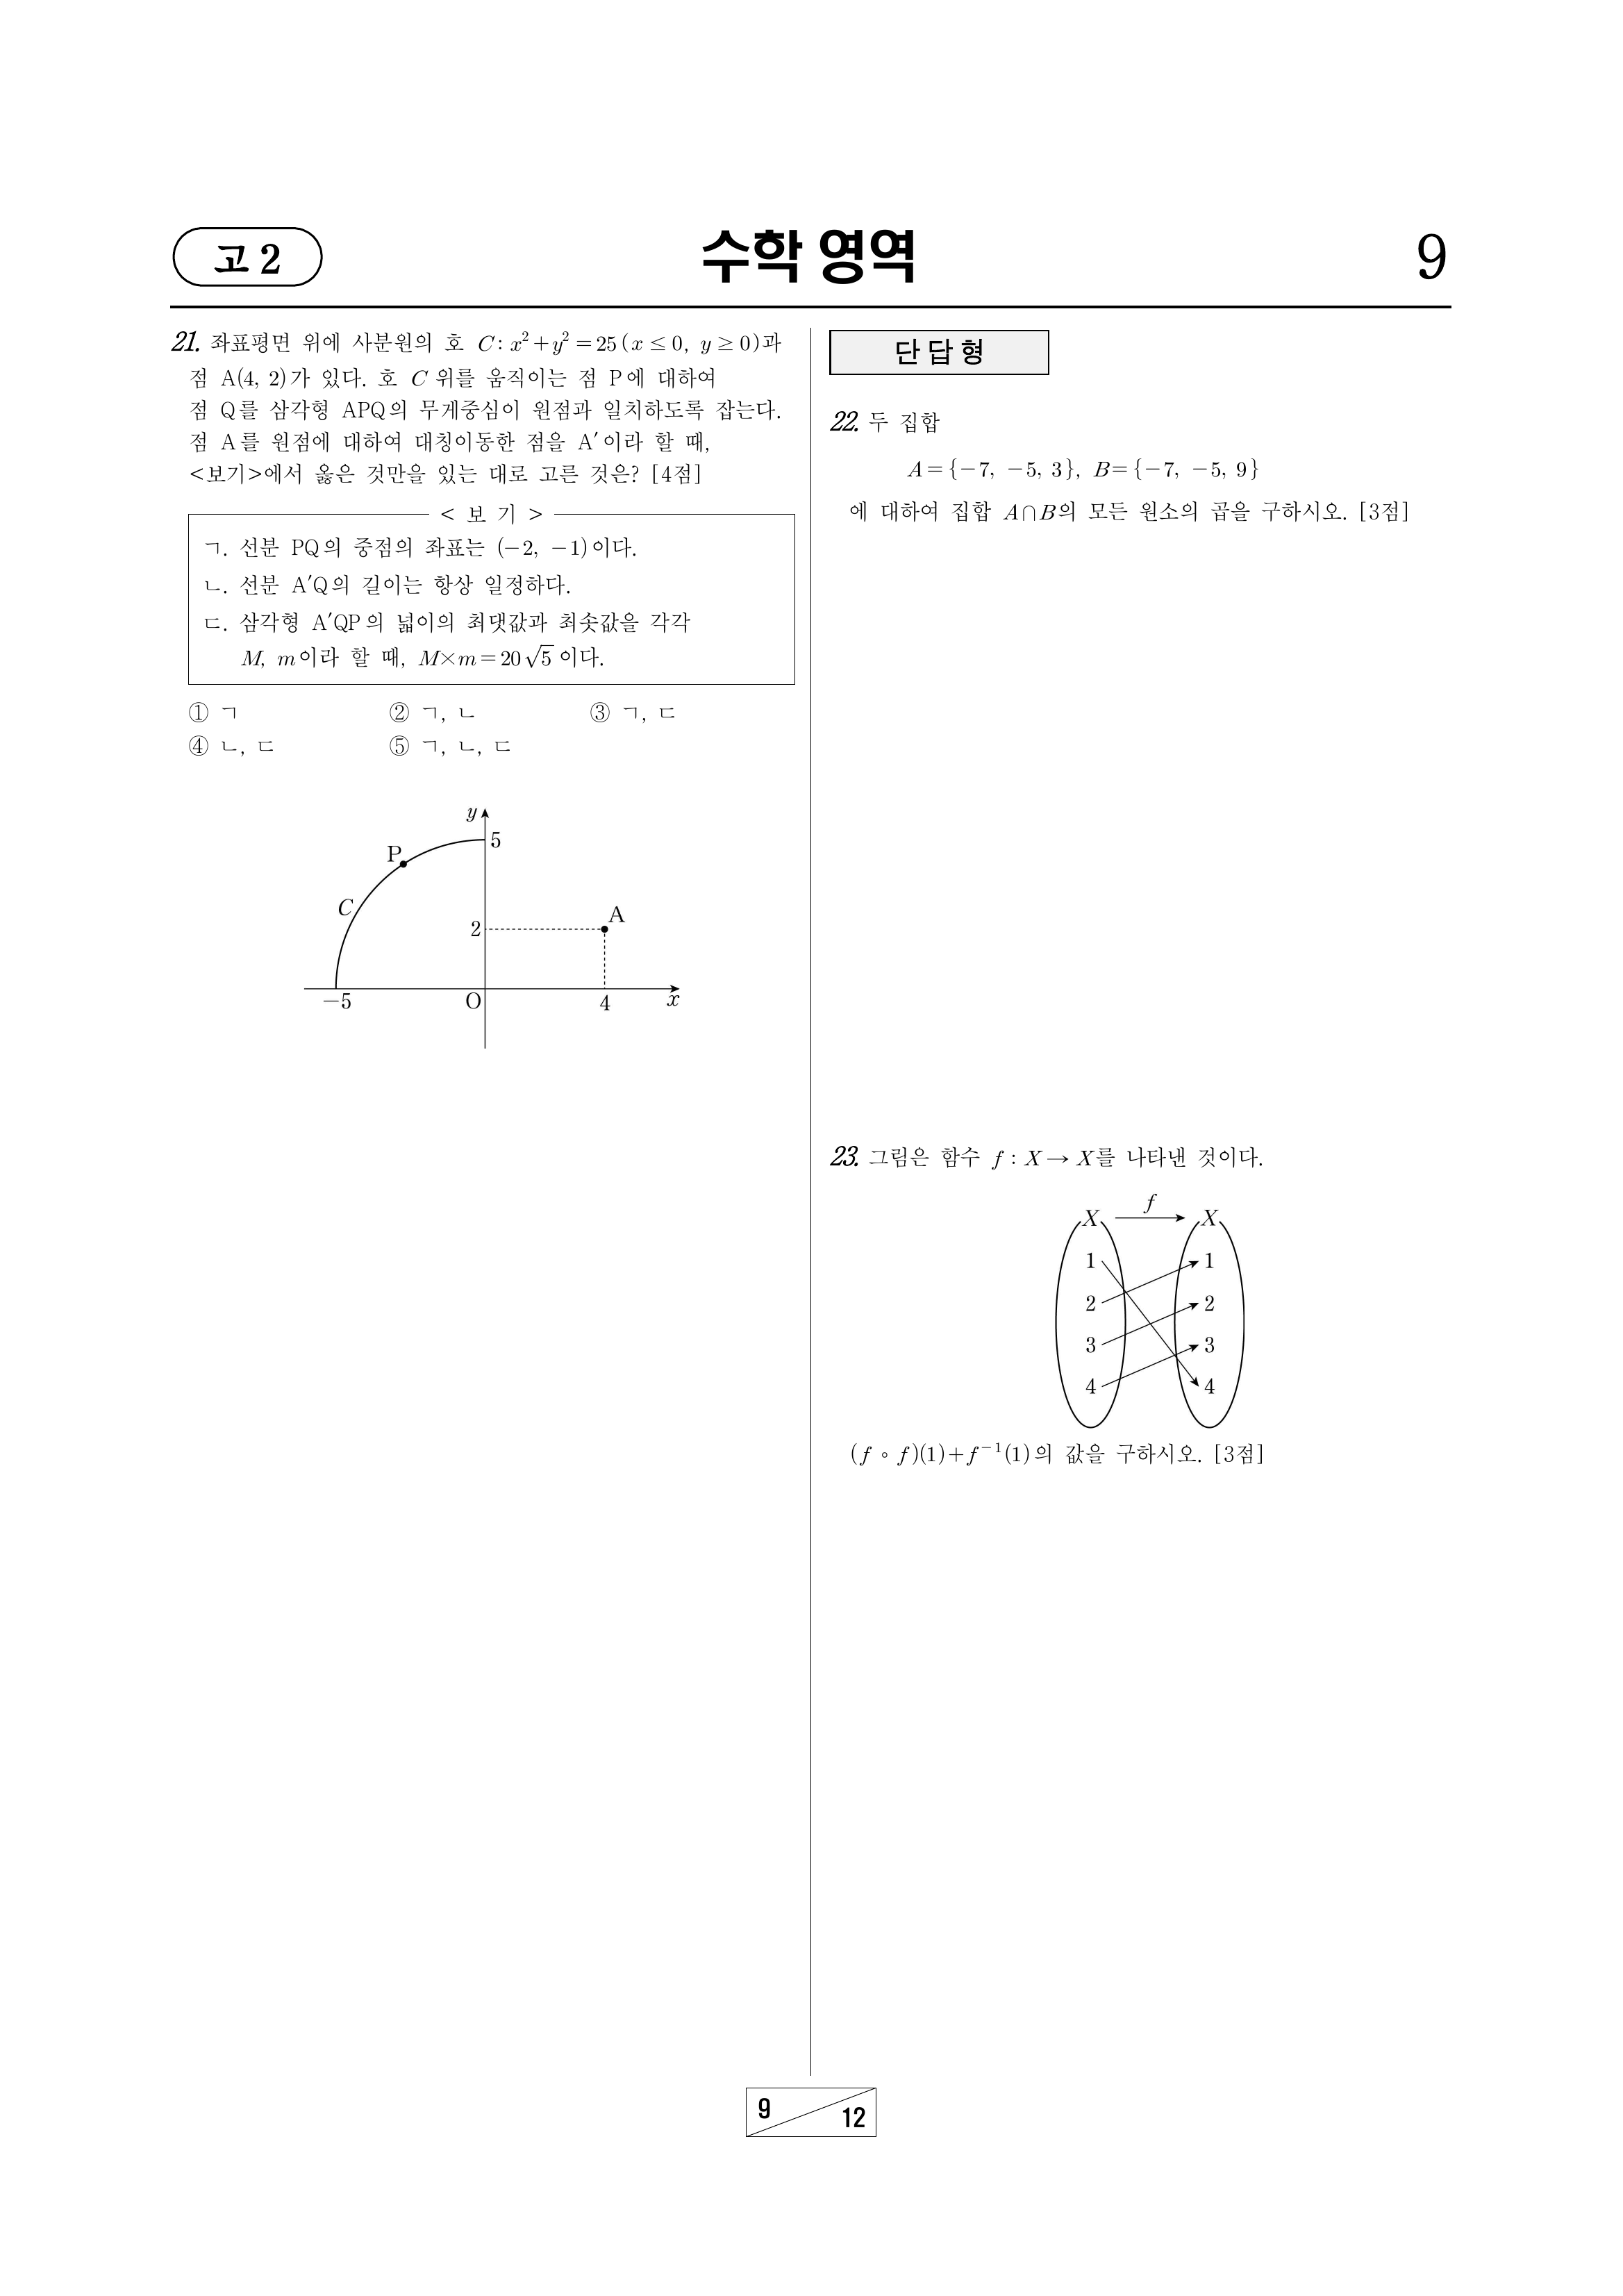 고 2
수학 영역
9
21. 좌표평면 위에 사분원의 호 C: x²+y²=25 (x ≤ 0, y ≥ 0)과
점 A(4, 2)가 있다. 호 C 위를 움직이는 점 P에 대하여
점 Q를 삼각형 APQ의 무게중심이 원점과 일치하도록 잡는다.
점 A를 원점에 대하여 대칭이동한 점을 A′이라 할 때,
<보기>에서 옳은 것만을 있는 대로 고른 것은? [4점]
< 보 기 >
ㄱ. 선분 PQ의 중점의 좌표는 (−2, −1)이다.
ㄴ. 선분 A′Q의 길이는 항상 일정하다.
ㄷ. 삼각형 A′QP의 넓이의 최댓값과 최솟값을 각각
M, m이라 할 때, M×m=20√5 이다.
① ㄱ ② ㄱ, ㄴ ③ ㄱ, ㄷ
④ ㄴ, ㄷ ⑤ ㄱ, ㄴ, ㄷ
y
5
P
C
A
2
−5
O
4
x
단 답 형
22. 두 집합
A={−7, −5, 3}, B={−7, −5, 9}
에 대하여 집합 A∩B의 모든 원소의 곱을 구하시오. [3점]
23. 그림은 함수 f : X → X를 나타낸 것이다.
f
X X
1 1
2 2
3 3
4 4
(f ∘ f)(1)+f⁻¹(1)의 값을 구하시오. [3점]
9
12